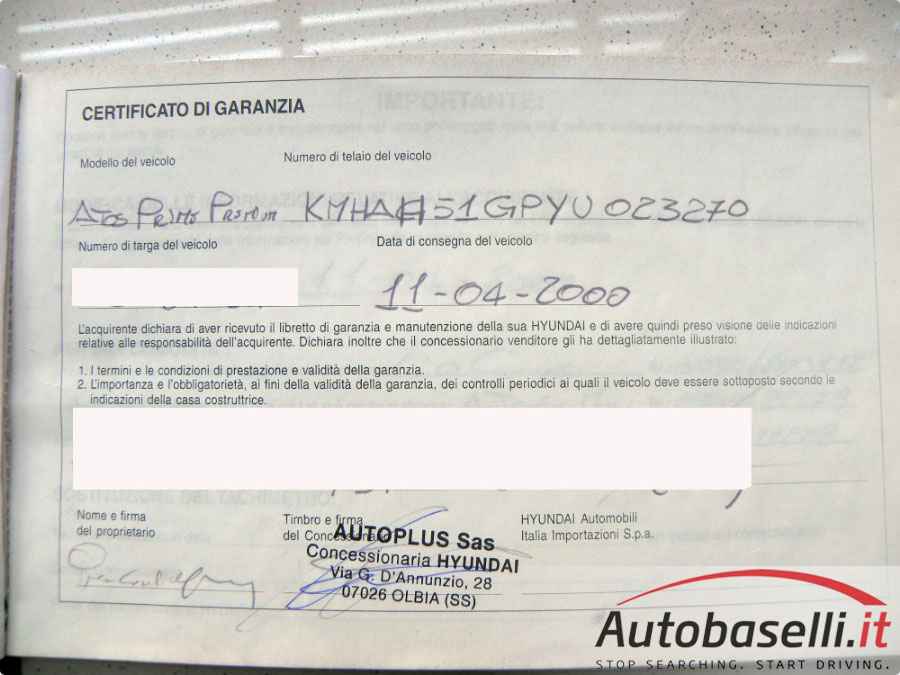 CERTIFICATO DI GARANZIA
IMPORTANTE:
Modello del veicolo
Numero di telaio del veicolo
ATOS PRIME PREMIUM KMHAH51GPYU023270
Numero di targa del veicolo
Data di consegna del veicolo
11-04-2000
L'acquirente dichiara di aver ricevuto il libretto di garanzia e manutenzione della sua HYUNDAI e di avere quindi preso visione delle indicazioni
relative alle responsabilità dell'acquirente. Dichiara inoltre che il concessionario venditore gli ha dettagliatamente illustrato:
1. I termini e le condizioni di prestazione e validità della garanzia.
2. L'importanza e l'obbligatorietà, ai fini della validità della garanzia, dei controlli periodici ai quali il veicolo deve essere sottoposto secondo le
indicazioni della casa costruttrice.
SOSTITUZIONE DEL TACHIMETRO:
Nome e firma
del proprietario
Timbro e firma
del Concessionario
HYUNDAI Automobili
Italia Importazioni S.p.a.
AUTOPLUS Sas
Concessionaria HYUNDAI
Via G. D'Annunzio, 28
07026 OLBIA (SS)
Autobaselli.it
STOP SEARCHING. START DRIVING.